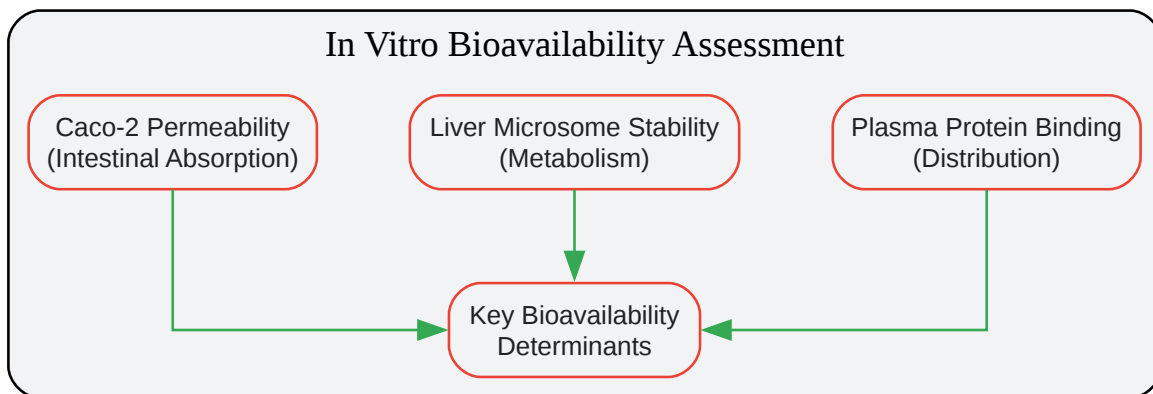 In Vitro Bioavailability Assessment
Caco-2 Permeability
(Intestinal Absorption)
Liver Microsome Stability
(Metabolism)
Plasma Protein Binding
(Distribution)
Key Bioavailability
Determinants